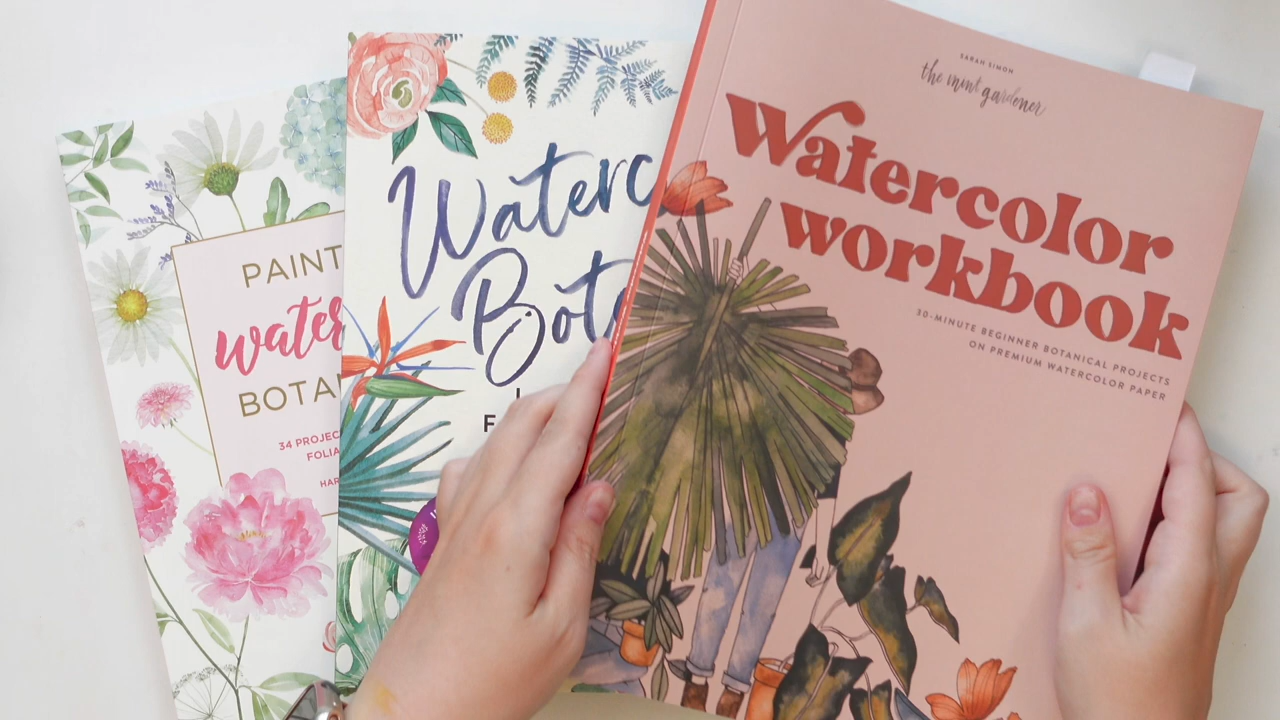 PAINT
water
BOTA
34 PROJEC
FOLIA
HAR
Waterc
Bot
SARAH SIMON
the mint gardener
Watercolor
workbook
30-MINUTE BEGINNER BOTANICAL PROJECTS
ON PREMIUM WATERCOLOR PAPER